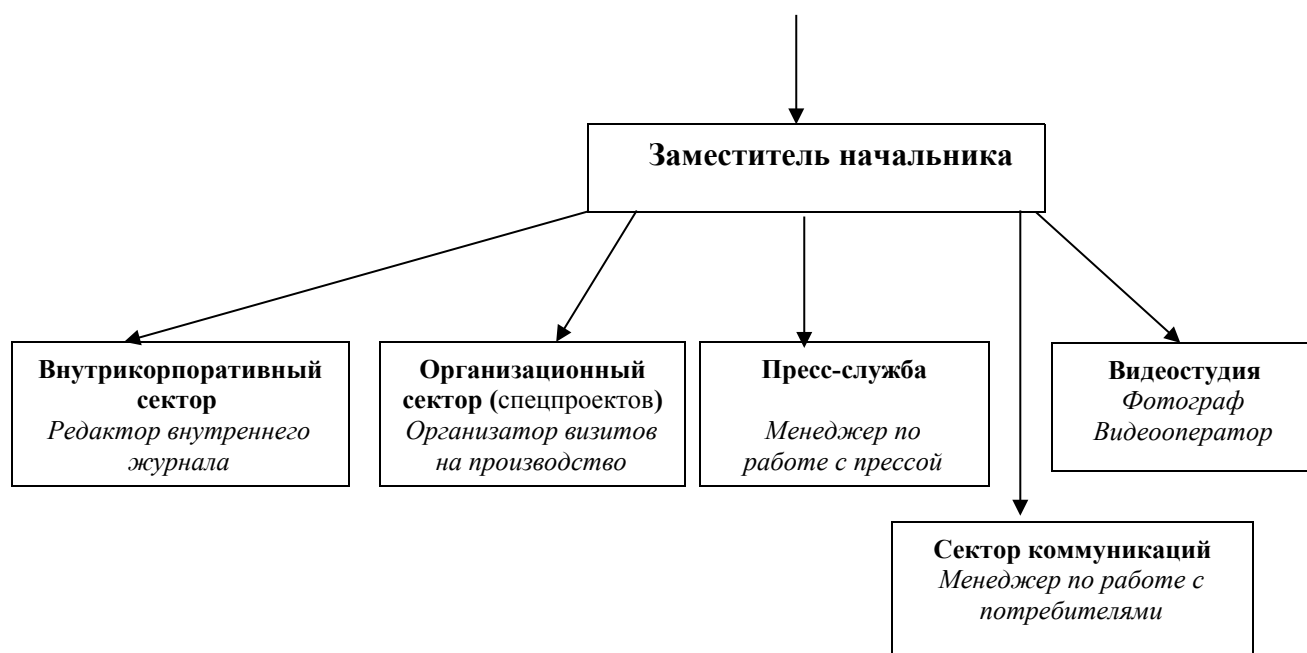 Заместитель начальника
Внутрикорпоративный
сектор
Редактор внутреннего
журнала
Организационный
сектор (спецпроектов)
Организатор визитов
на производство
Пресс-служба
Менеджер по
работе с прессой
Видеостудия
Фотограф
Видеооператор
Сектор коммуникаций
Менеджер по работе с
потребителями